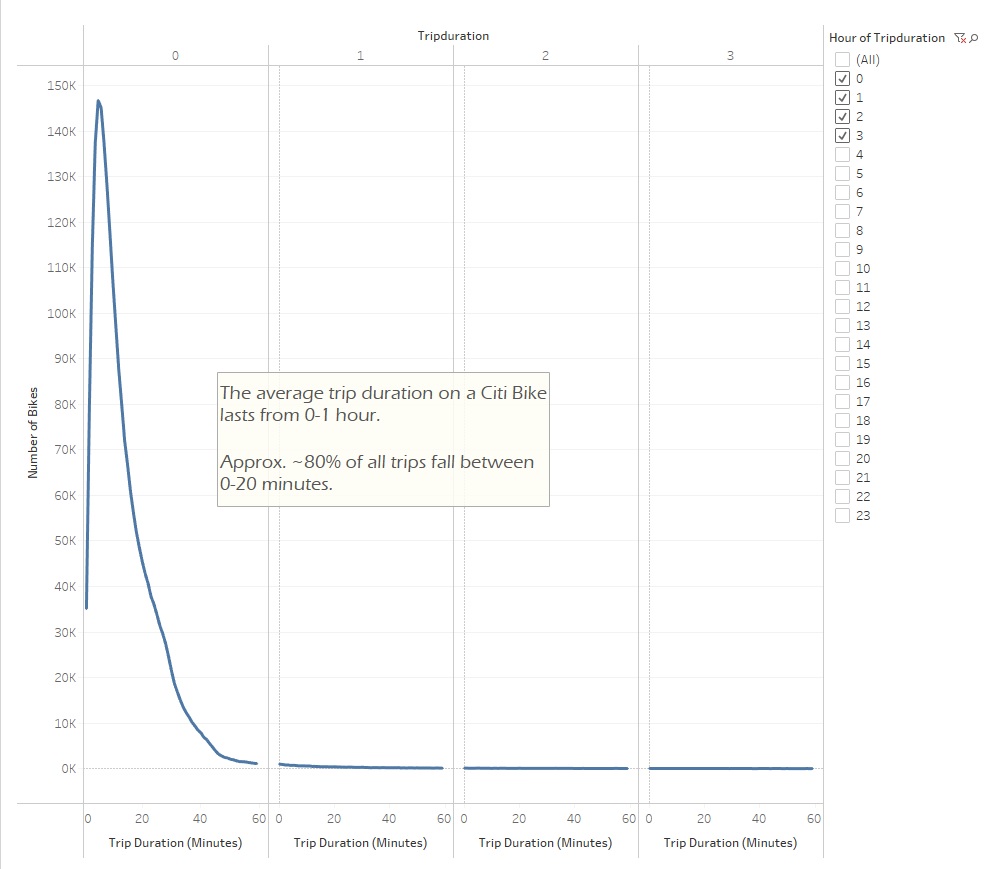 Tripduration
0 1 2 3
150K
140K
130K
120K
110K
100K
90K
80K
70K
60K
50K
40K
30K
20K
10K
0K
Number of Bikes
The average trip duration on a Citi Bike
lasts from 0-1 hour.
Approx. ~80% of all trips fall between
0-20 minutes.
0 20 40 60 0 20 40 60 0 20 40 60 0 20 40 60
Trip Duration (Minutes) Trip Duration (Minutes) Trip Duration (Minutes) Trip Duration (Minutes)
Hour of Tripduration
(All)
0
1
2
3
4
5
6
7
8
9
10
11
12
13
14
15
16
17
18
19
20
21
22
23